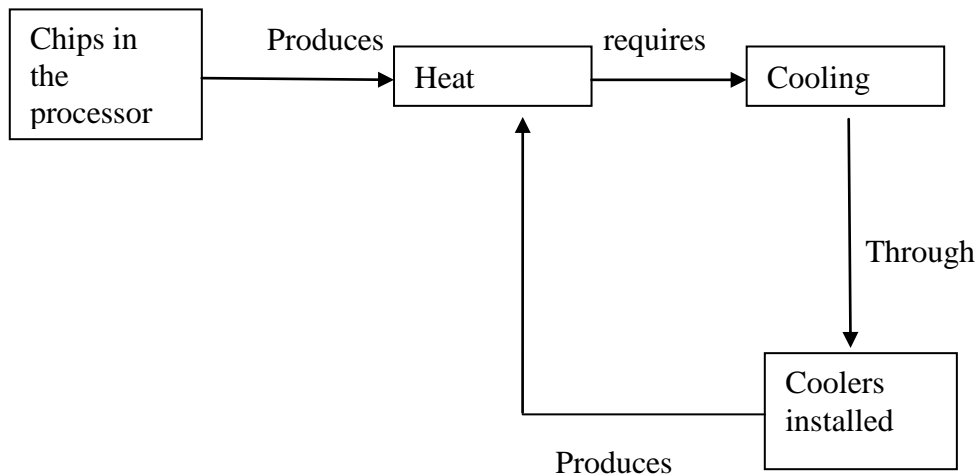 Chips in
the
processor
Produces
Heat
requires
Cooling
Through
Coolers
installed
Produces